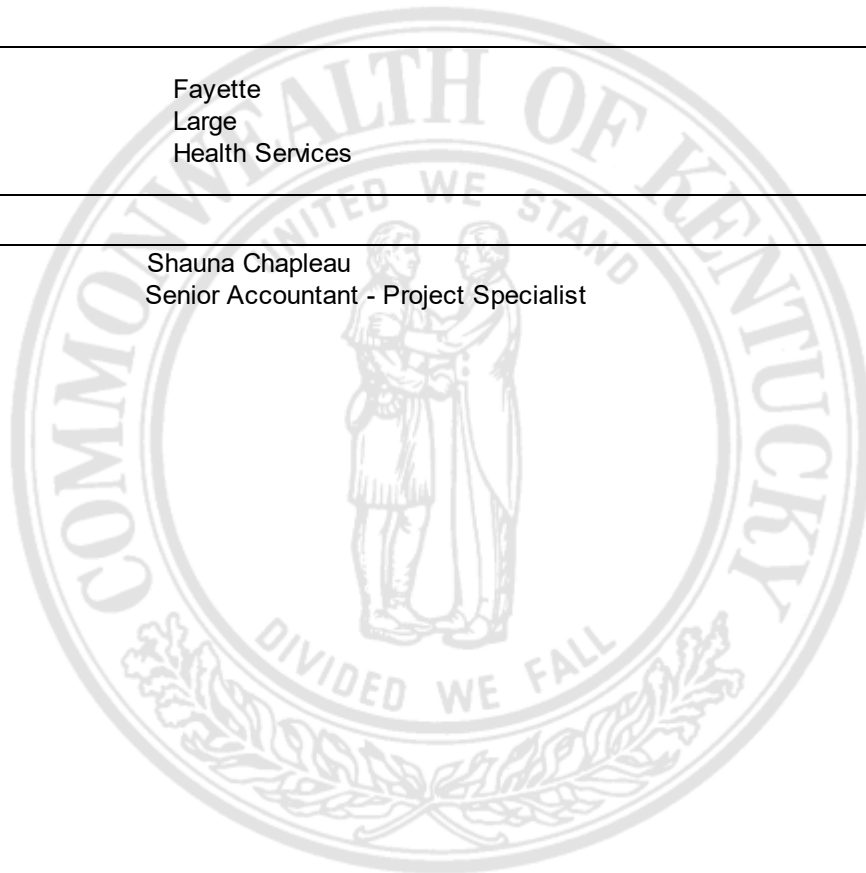 Fayette
Large
Health Services
Shauna Chapleau
Senior Accountant - Project Specialist
COMMONWEALTH OF KENTUCKY
UNITED WE STAND
DIVIDED WE FALL